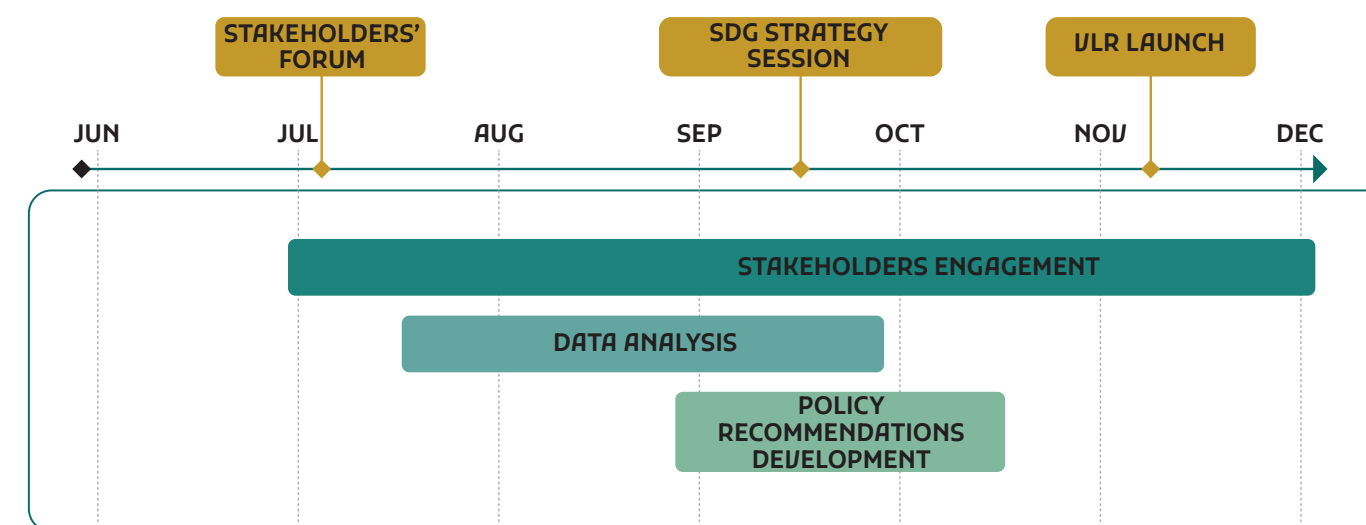 STAKEHOLDERS'
FORUM
SDG STRATEGY
SESSION
VLR LAUNCH
JUN
JUL
AUG
SEP
OCT
NOV
DEC
STAKEHOLDERS ENGAGEMENT
DATA ANALYSIS
POLICY
RECOMMENDATIONS
DEVELOPMENT